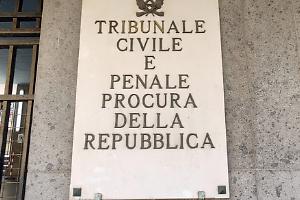 TRIBUNALE
CIVILE
E
PENALE
PROCURA
DELLA
REPUBBLICA